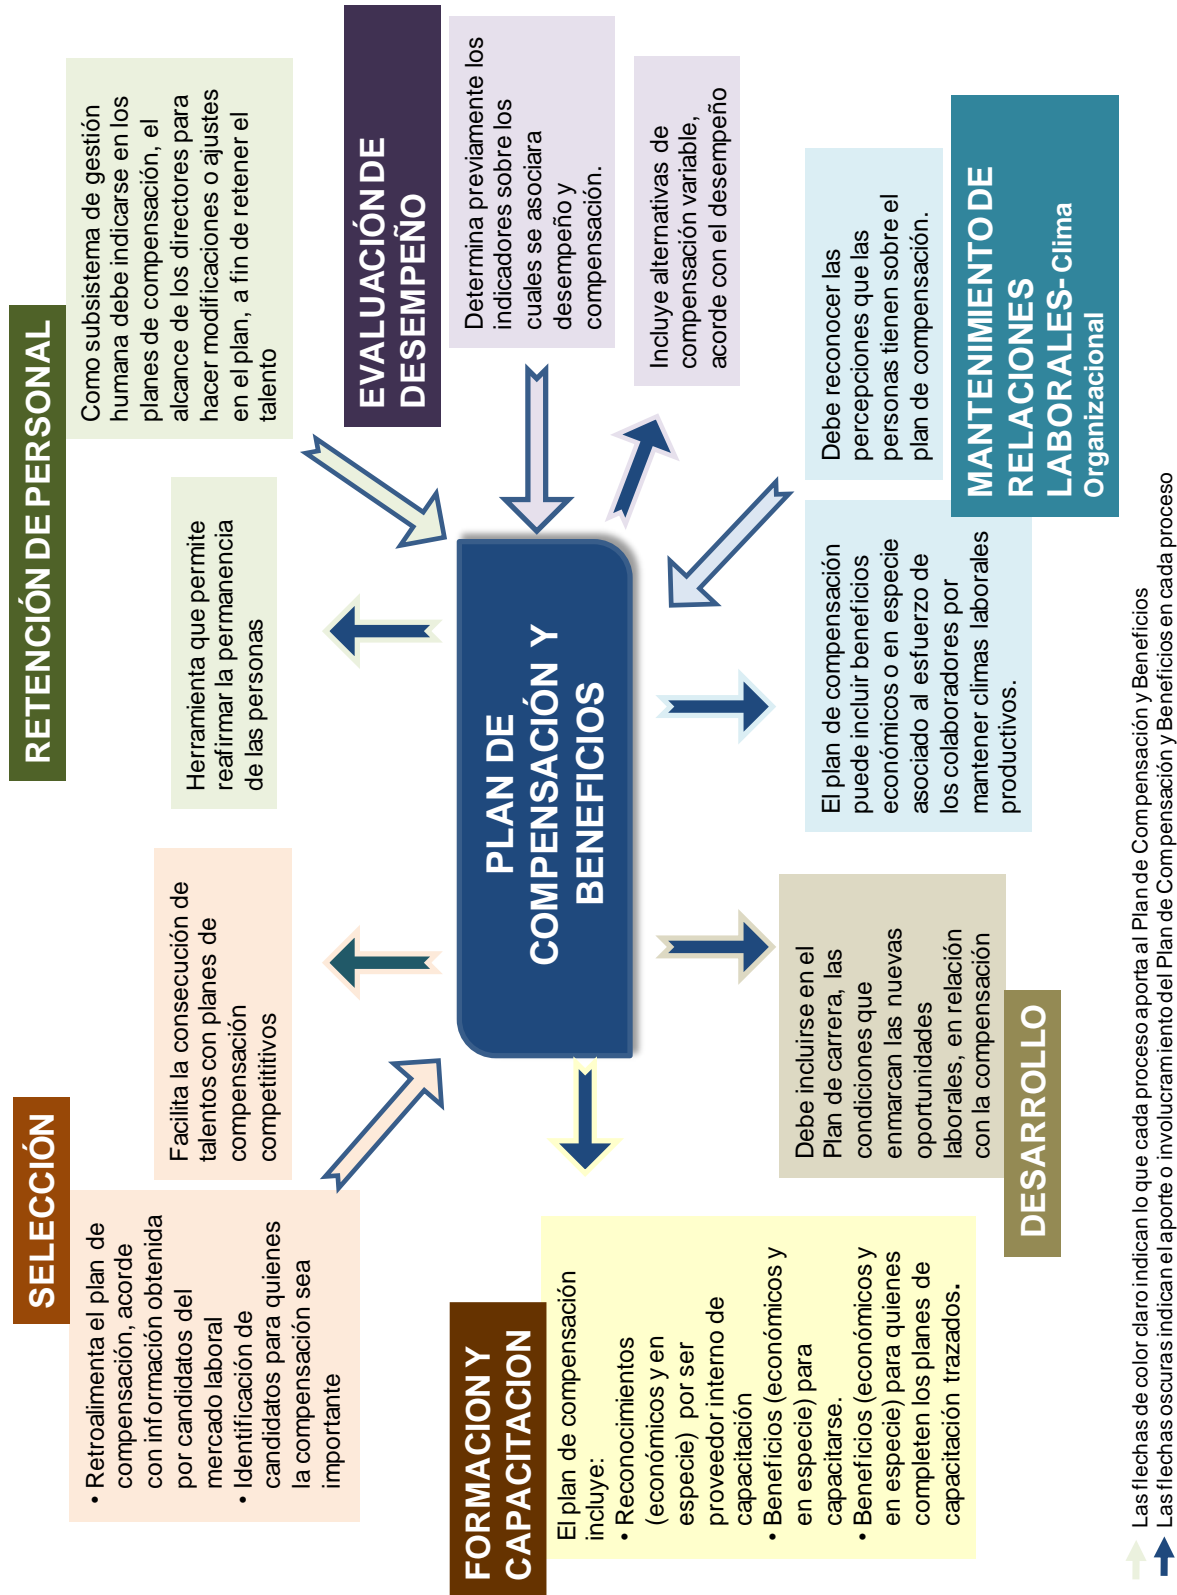 SELECCIÓN
• Retroalimenta el plan de
compensación, acorde
con información obtenida
por candidatos del
mercado laboral
• Identificación de
candidatos para quienes
la compensación sea
importante
Facilita la consecución de
talentos con planes de
compensación
competititivos
RETENCIÓN DE PERSONAL
Herramienta que permite
reafirmar la permanencia
de las personas
Como subsistema de gestión
humana debe indicarse en los
planes de compensación, el
alcance de los directores para
hacer modificaciones o ajustes
en el plan, a fin de retener el
talento
EVALUACIÓN DE
DESEMPEÑO
Determina previamente los
indicadores sobre los
cuales se asociara
desempeño y
compensación.
Incluye alternativas de
compensación variable,
acorde con el desempeño
PLAN DE
COMPENSACIÓN Y
BENEFICIOS
FORMACION Y
CAPACITACION
El plan de compensación
incluye:
• Reconocimientos
(económicos y en
especie) por ser
proveedor interno de
capacitación
• Beneficios (económicos y
en especie) para
capacitarse.
• Beneficios (económicos y
en especie) para quienes
completen los planes de
capacitación trazados.
Debe incluirse en el
Plan de carrera, las
condiciones que
enmarcan las nuevas
oportunidades
laborales, en relación
con la compensación
DESARROLLO
El plan de compensación
puede incluir beneficios
económicos o en especie
asociado al esfuerzo de
los colaboradores por
mantener climas laborales
productivos.
Debe reconocer las
percepciones que las
personas tienen sobre el
plan de compensación.
MANTENIMIENTO DE
RELACIONES
LABORALES-Clima
Organizacional
Las flechas de color claro indican lo que cada proceso aporta al Plan de Compensación y Beneficios
Las flechas oscuras indican el aporte o involucramiento del Plan de Compensación y Beneficios en cada proceso